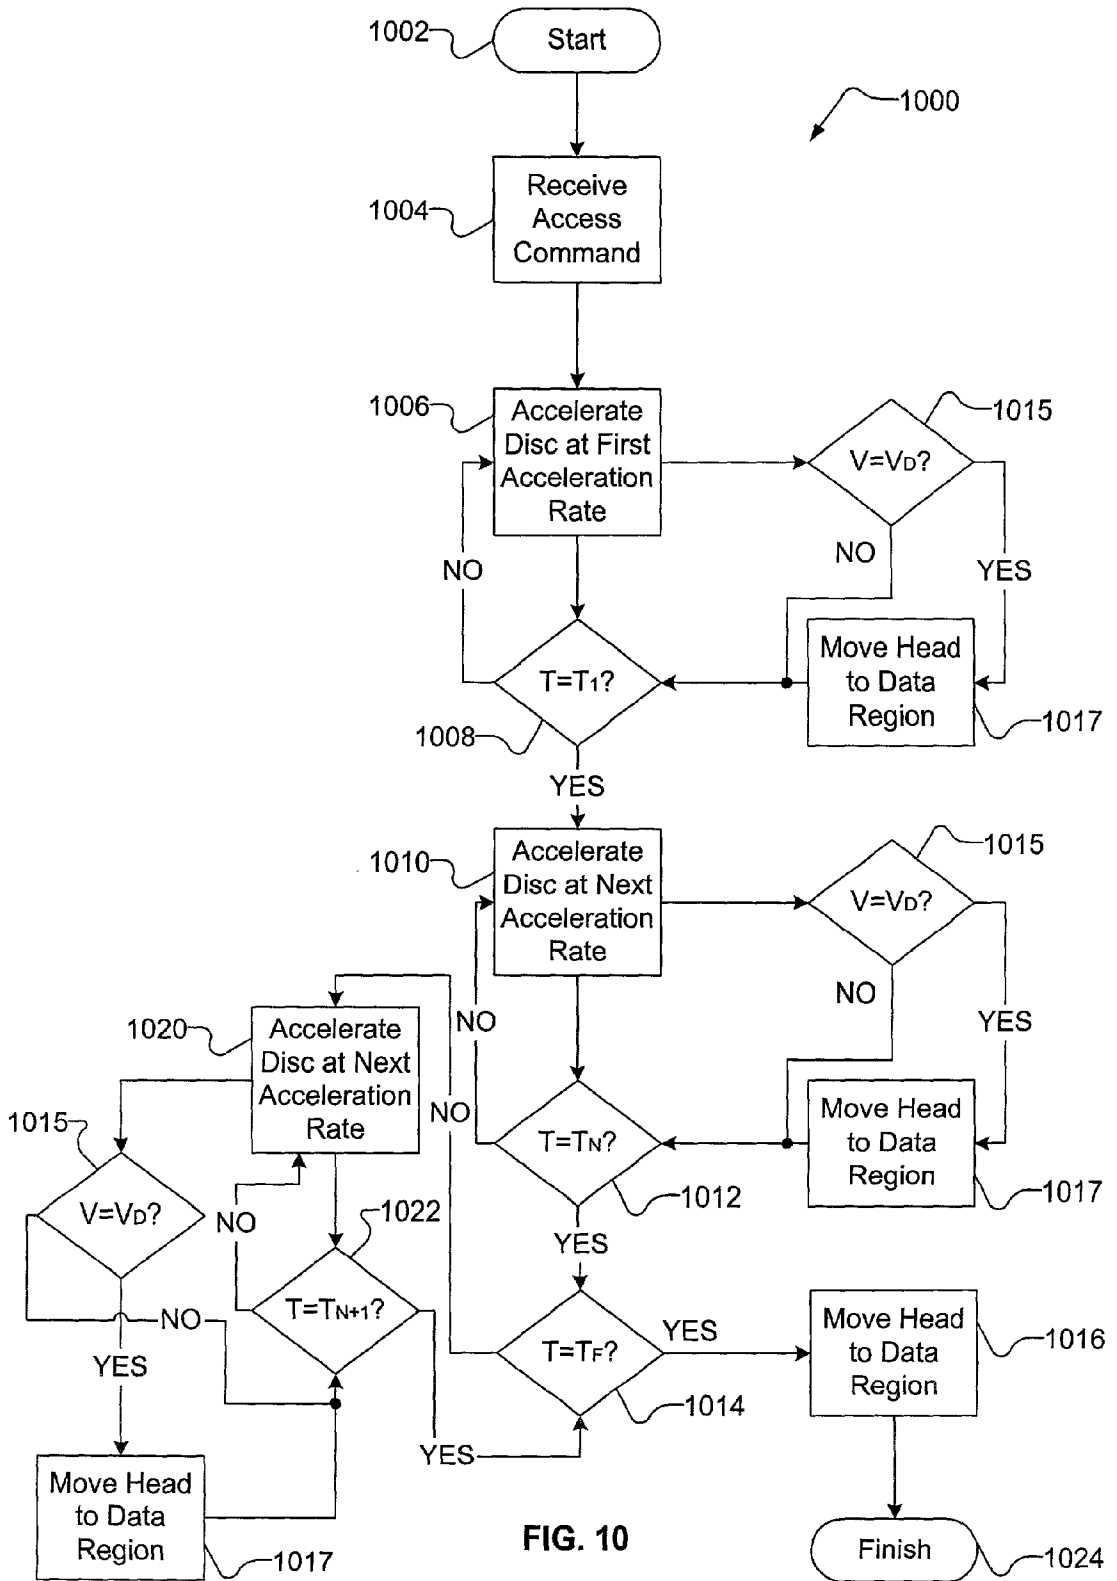 1002
Start
1000
1004
Receive
Access
Command
1006
Accelerate
Disc at First
Acceleration
Rate
V=VD?
1015
NO
NO
YES
T=T1?
1008
Move Head
to Data
Region
1017
YES
1010
Accelerate
Disc at Next
Acceleration
Rate
V=VD?
1015
NO
NO
YES
1020
Accelerate
Disc at Next
Acceleration
Rate
NO
T=TN?
1012
Move Head
to Data
Region
1017
1015
V=VD?
NO
1022
T=TN+1?
NO
YES
YES
T=TF?
1014
YES
Move Head
to Data
Region
1016
YES
Move Head
to Data
Region
1017
FIG. 10
Finish
1024